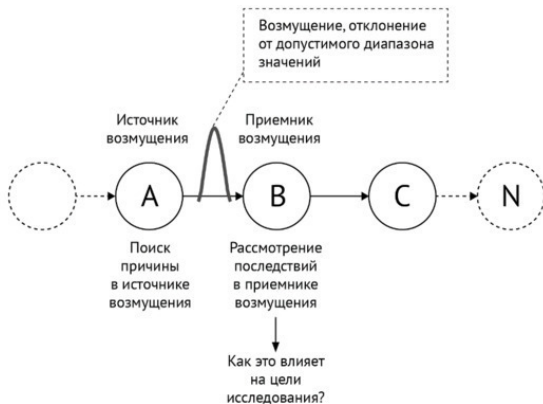 Возмущение, отклонение
от допустимого диапазона
значений
Источник
возмущения
Приемник
возмущения
A
B
C
N
Поиск
причины
в источнике
возмущения
Рассмотрение
последствий
в приемнике
возмущения
Как это влияет
на цели
исследования?